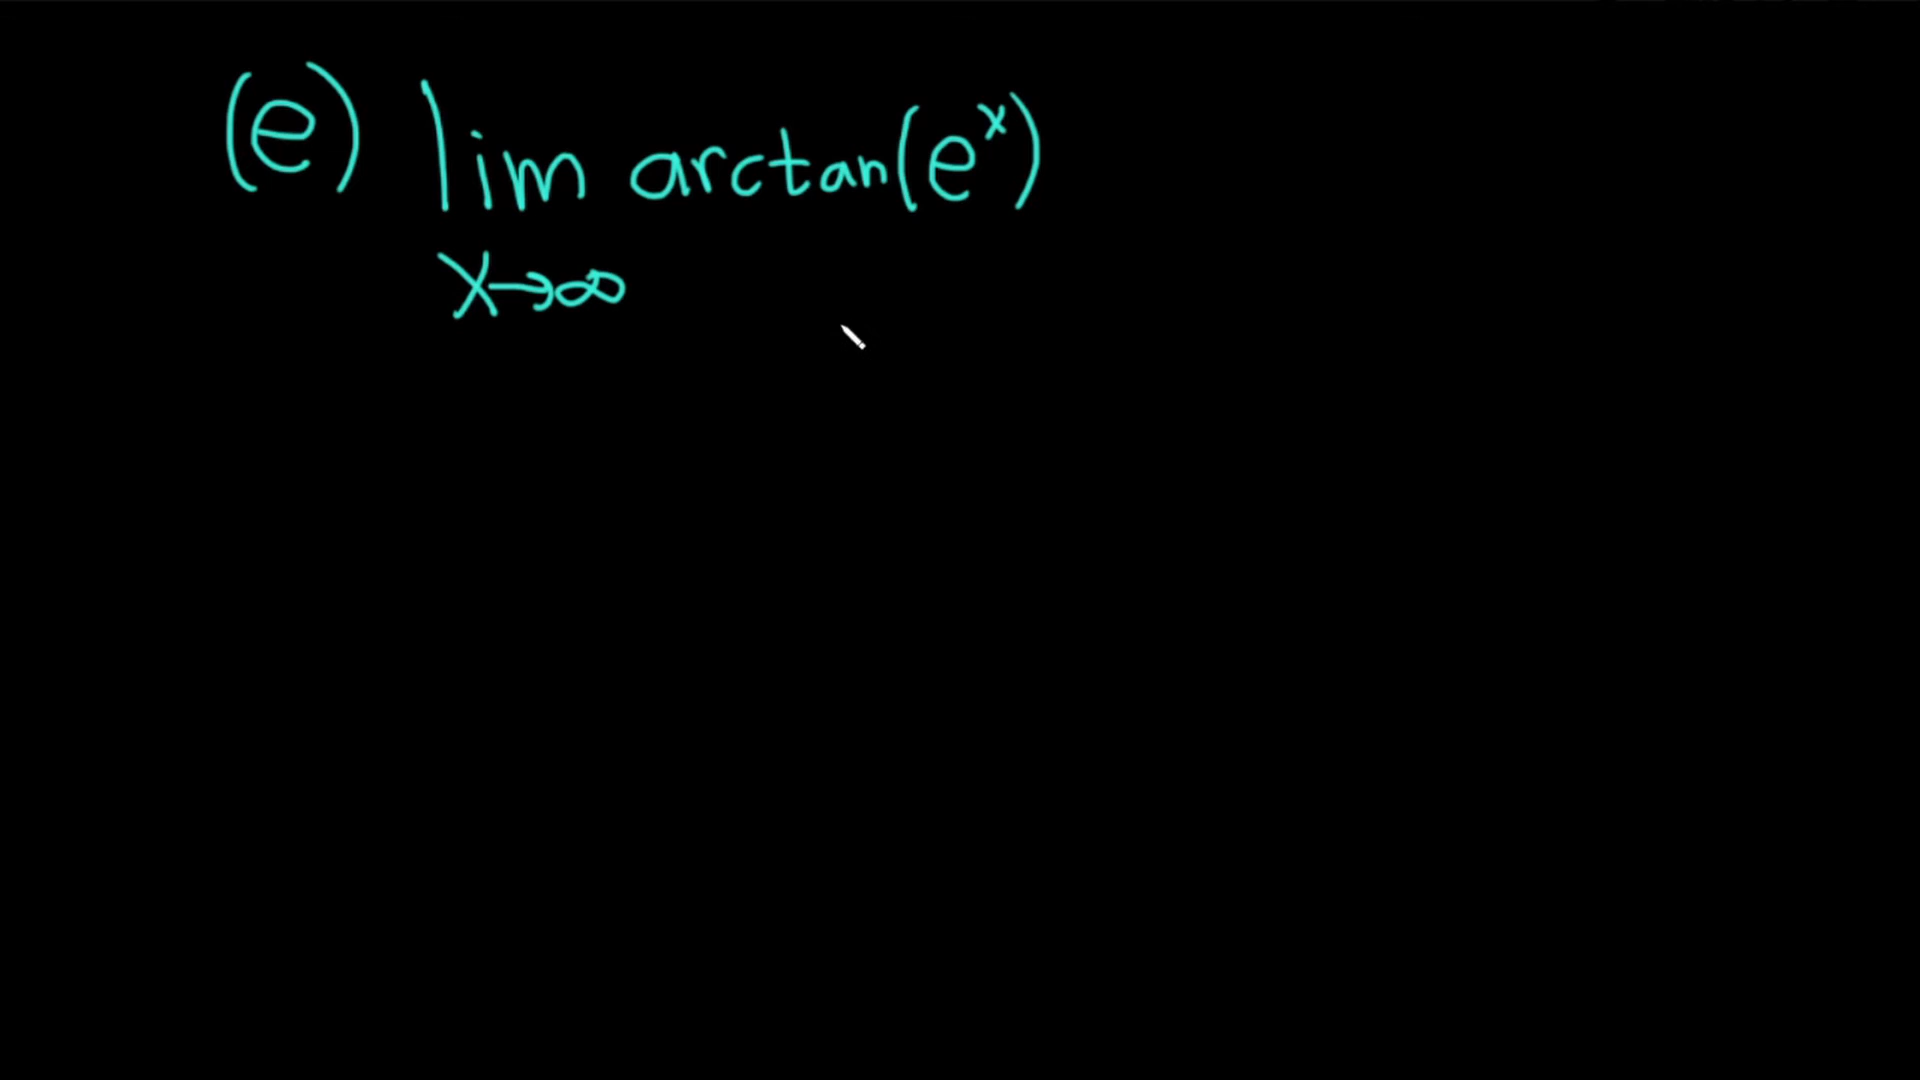 (e) lim arctan(e^x)
x→∞